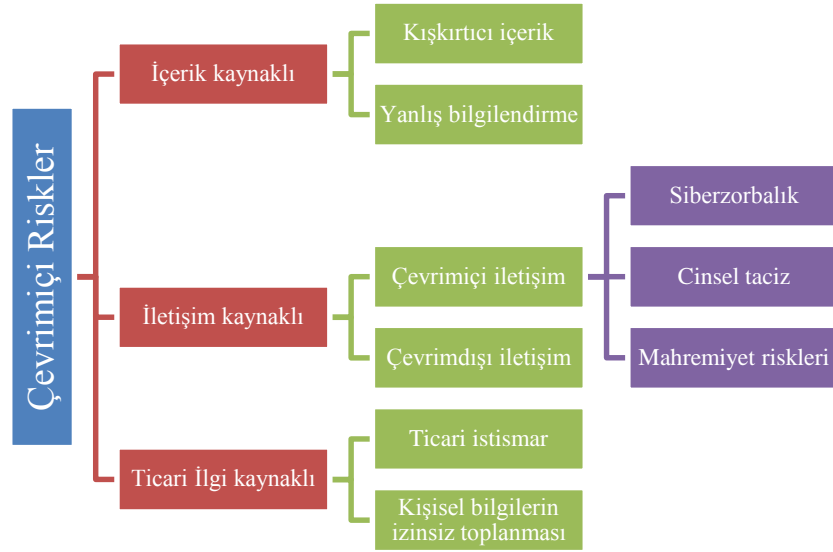 Çevrimiçi Riskler
İçerik kaynaklı
Kışkırtıcı içerik
Yanlış bilgilendirme
İletişim kaynaklı
Çevrimiçi iletişim
Siberzorbalık
Cinsel taciz
Mahremiyet riskleri
Çevrimdışı iletişim
Ticari İlgi kaynaklı
Ticari istismar
Kişisel bilgilerin
izinsiz toplanması